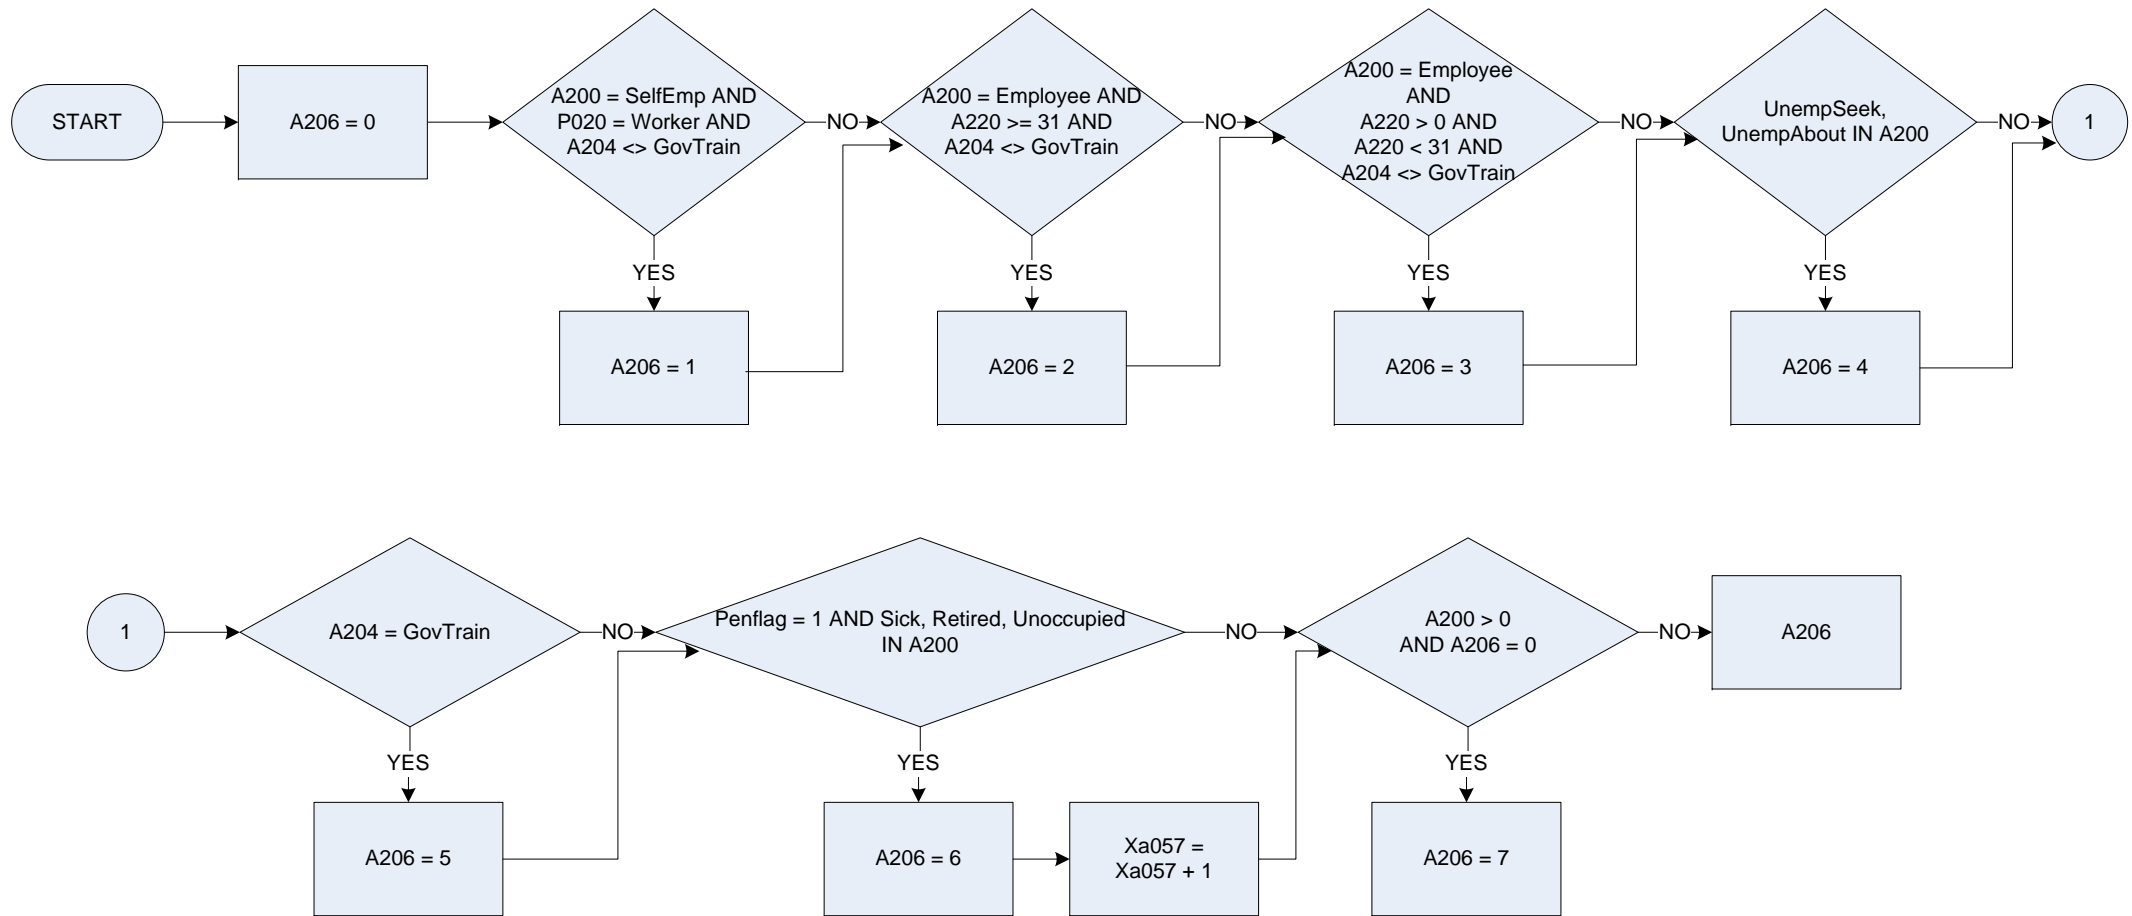 START
A206 = 0
A200 = SelfEmp AND
P020 = Worker AND
A204 <> GovTrain
NO
A200 = Employee AND
A220 >= 31 AND
A204 <> GovTrain
NO
A200 = Employee
AND
A220 > 0 AND
A220 < 31 AND
A204 <> GovTrain
NO
UnempSeek,
UnempAbout IN A200
NO
1
YES
YES
YES
YES
A206 = 1
A206 = 2
A206 = 3
A206 = 4
1
A204 = GovTrain
NO
Penflag = 1 AND Sick, Retired, Unoccupied
IN A200
NO
A200 > 0
AND A206 = 0
NO
A206
YES
YES
YES
A206 = 5
A206 = 6
Xa057 =
Xa057 + 1
A206 = 7